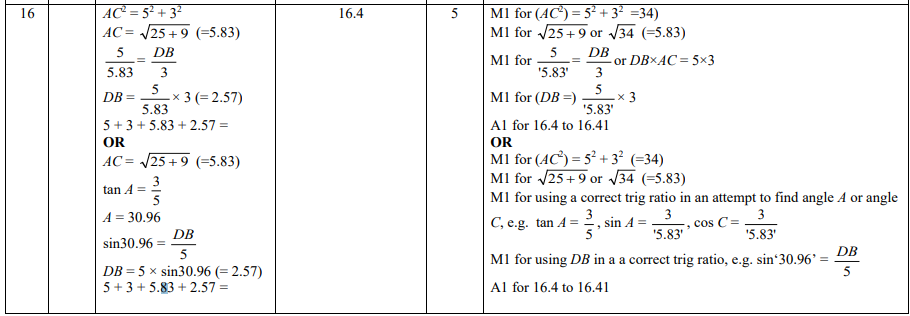 16
AC² = 5² + 3²
AC = √25 + 9 (=5.83)
5/5.83 = DB/3
DB = 5/5.83 × 3 (= 2.57)
5 + 3 + 5.83 + 2.57 =
OR
AC = √25 + 9 (=5.83)
tan A = 3/5
A = 30.96
sin30.96 = DB/5
DB = 5 × sin30.96 (= 2.57)
5 + 3 + 5.83 + 2.57 =
16.4
5
M1 for (AC²) = 5² + 3² =34)
M1 for √25 + 9 or √34 (=5.83)
M1 for 5/'5.83' = DB/3 or DB×AC = 5×3
M1 for (DB =) 5/'5.83' × 3
A1 for 16.4 to 16.41
OR
M1 for (AC²) = 5² + 3² (=34)
M1 for √25 + 9 or √34 (=5.83)
M1 for using a correct trig ratio in an attempt to find angle A or angle
C, e.g. tan A = 3/5, sin A = 3/'5.83', cos C = 3/'5.83'
M1 for using DB in a a correct trig ratio, e.g. sin‘30.96’ = DB/5
A1 for 16.4 to 16.41